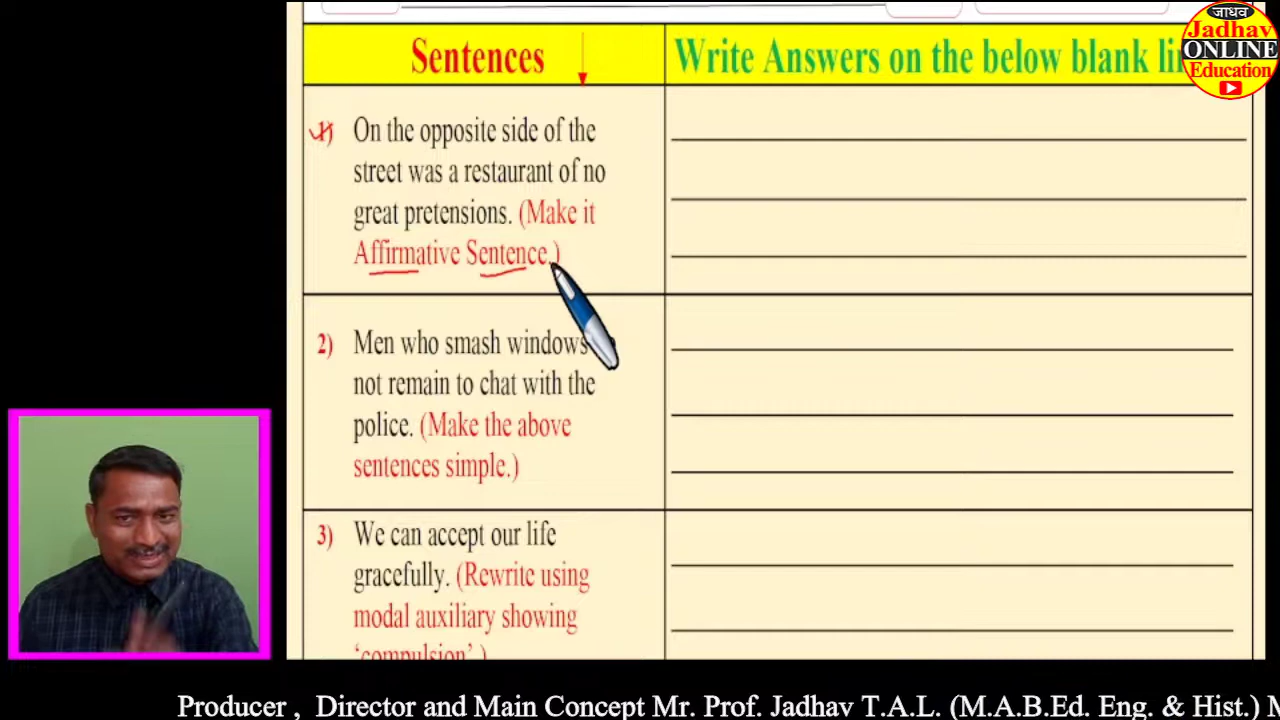 Sentences
Write Answers on the below blank
जाधव
Jadhav
ONLINE
Education
1) On the opposite side of the
street was a restaurant of no
great pretensions. (Make it
Affirmative Sentence.)
2) Men who smash windows
not remain to chat with the
police. (Make the above
sentences simple.)
3) We can accept our life
gracefully. (Rewrite using
modal auxiliary showing
‘compulsion’.)
Producer , Director and Main Concept Mr. Prof. Jadhav T.A.L. (M.A.B.Ed. Eng. & Hist.) M